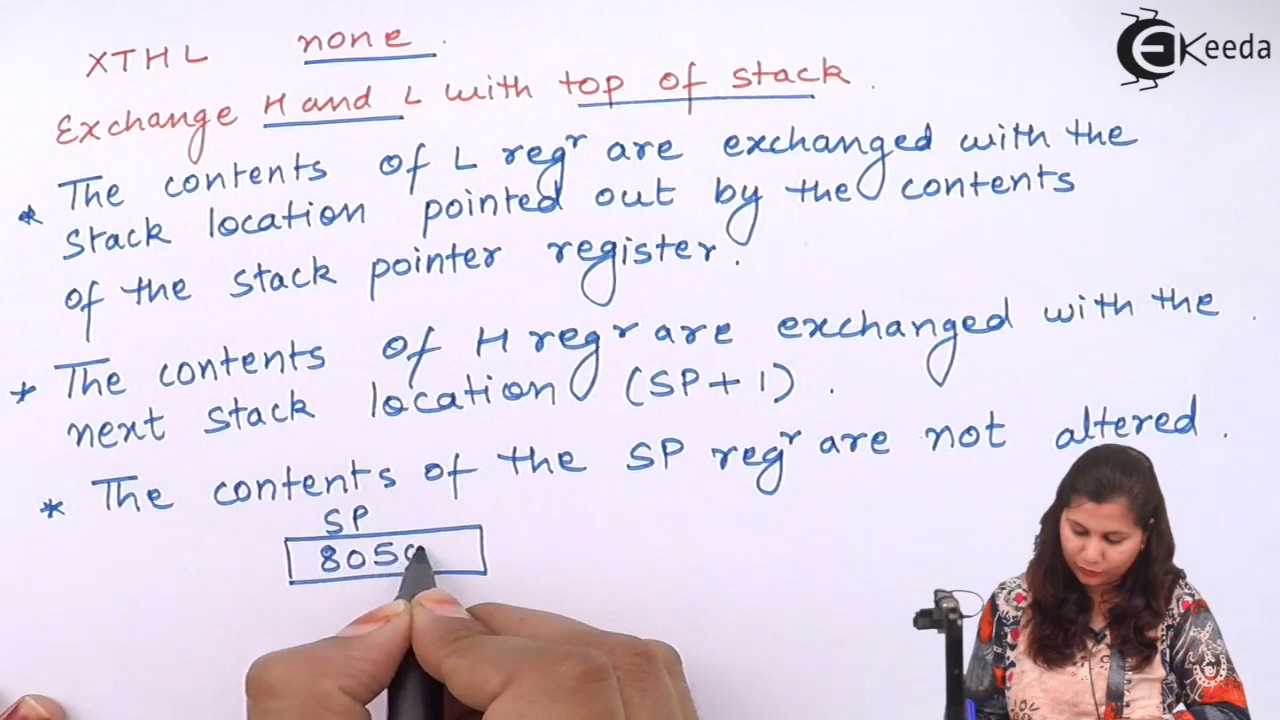 XTHL none.
Exchange H and L with top of stack.
* The contents of L regʳ are exchanged with the
stack location pointed out by the contents
of the stack pointer register.
* The contents of H regʳ are exchanged with the.
next stack location (SP+1).
* The contents of the SP regʳ are not altered.
SP
805
EKeeda